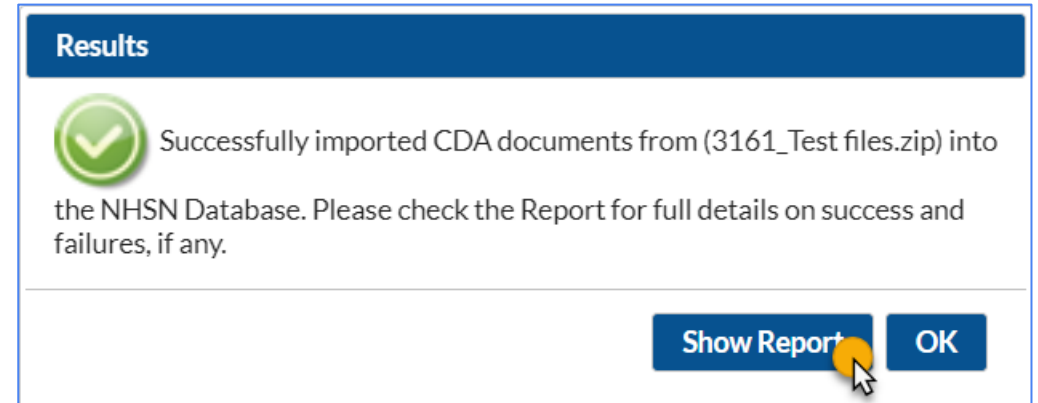 Results
Successfully imported CDA documents from (3161_Test files.zip) into
the NHSN Database. Please check the Report for full details on success and
failures, if any.
Show Report OK